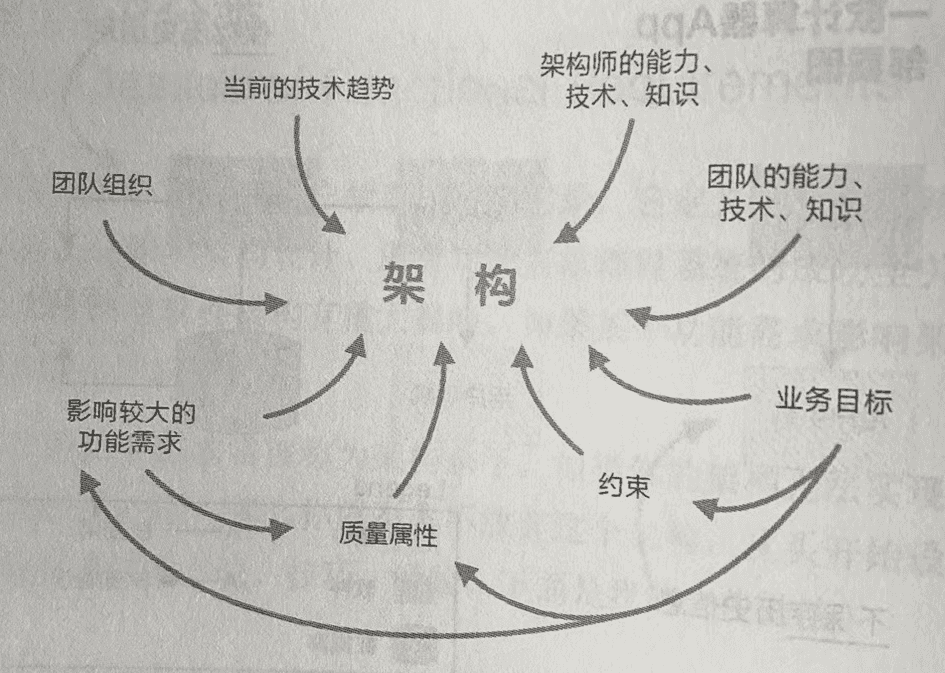 当前的技术趋势
架构师的能力、
技术、知识
团队组织
团队的能力、
技术、知识
架 构
影响较大的
功能需求
业务目标
约束
质量属性